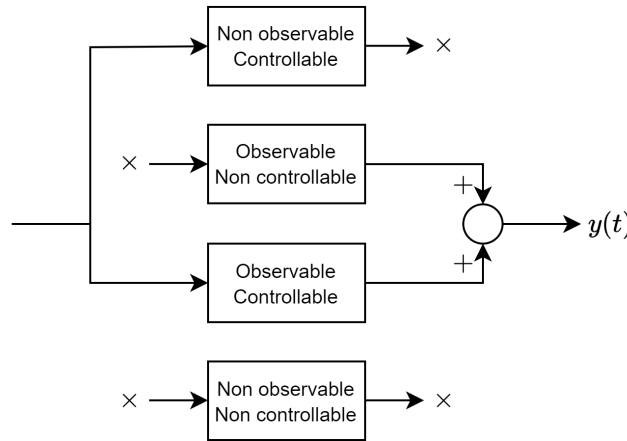 Non observable
Controllable
×
×
Observable
Non controllable
+
y(t)
+
Observable
Controllable
×
Non observable
Non controllable
×